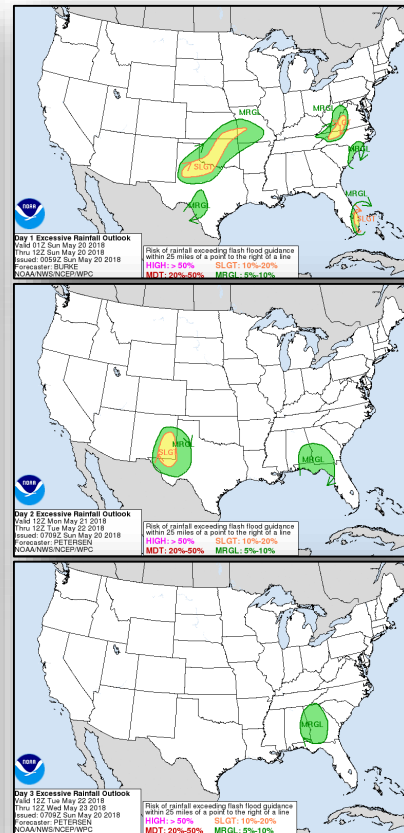 MRGL
MRGL
SLGT
SLGT
MRGL
MRGL
MRGL
SLGT
NOAA
Day 1 Excessive Rainfall Outlook
Valid 01Z Sun May 20 2018
Thru 12Z Sun May 20 2018
Issued: 0059Z Sun May 20 2018
Forecaster: BURKE
NOAA/NWS/NCEP/WPC
Risk of rainfall exceeding flash flood guidance
within 25 miles of a point to the right of a line
HIGH: > 50% SLGT: 10%-20%
MDT: 20%-50% MRGL: 5%-10%
MRGL
SLGT
MRGL
NOAA
Day 2 Excessive Rainfall Outlook
Valid 12Z Mon May 21 2018
Thru 12Z Tue May 22 2018
Issued: 0709Z Sun May 20 2018
Forecaster: PETERSEN
NOAA/NWS/NCEP/WPC
Risk of rainfall exceeding flash flood guidance
within 25 miles of a point to the right of a line
HIGH: > 50% SLGT: 10%-20%
MDT: 20%-50% MRGL: 5%-10%
MRGL
NOAA
Day 3 Excessive Rainfall Outlook
Valid 12Z Tue May 22 2018
Thru 12Z Wed May 23 2018
Issued: 0709Z Sun May 20 2018
Forecaster: PETERSEN
NOAA/NWS/NCEP/WPC
Risk of rainfall exceeding flash flood guidance
within 25 miles of a point to the right of a line
HIGH: > 50% SLGT: 10%-20%
MDT: 20%-50% MRGL: 5%-10%